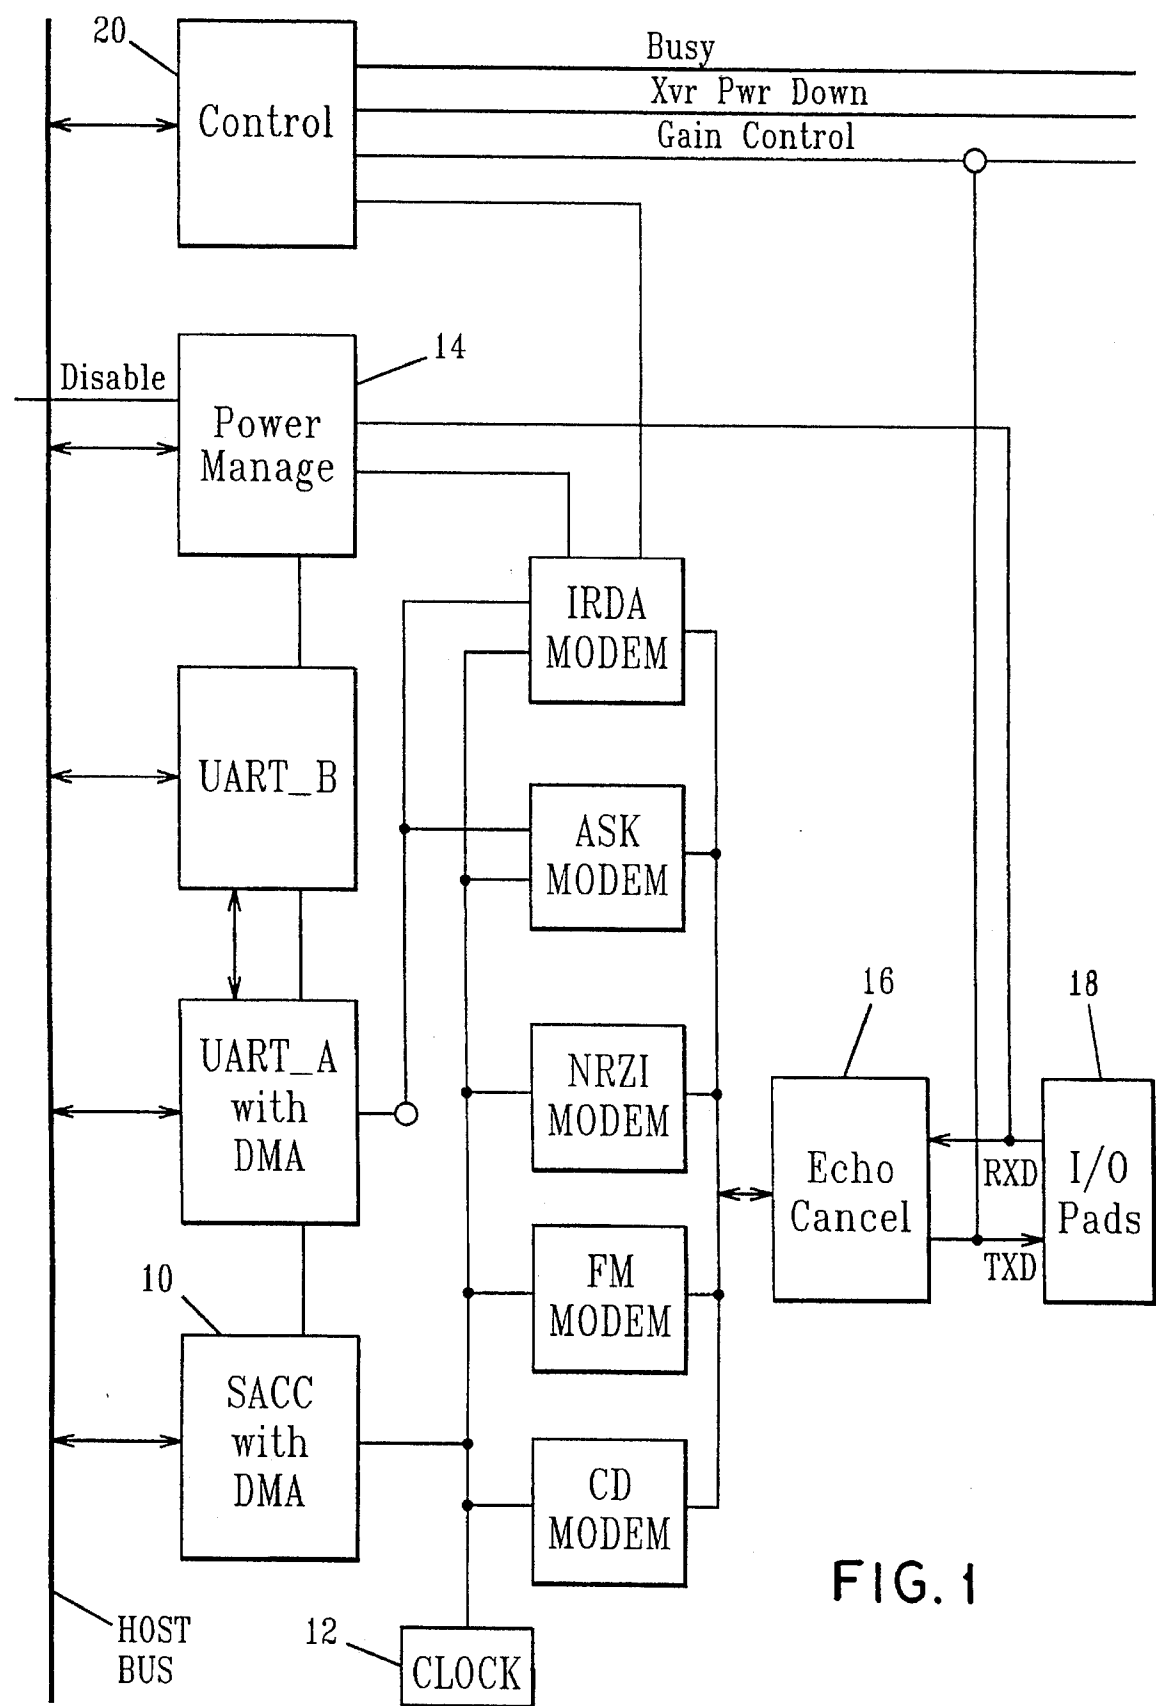 20
Busy
Xvr Pwr Down
Control
Gain Control
14
Disable
Power
Manage
IRDA
MODEM
UART_B
ASK
MODEM
16
18
UART_A
with
DMA
NRZI
MODEM
Echo
Cancel
RXD
I/O
Pads
TXD
FM
MODEM
10
SACC
with
DMA
CD
MODEM
FIG. 1
HOST
BUS
12
CLOCK